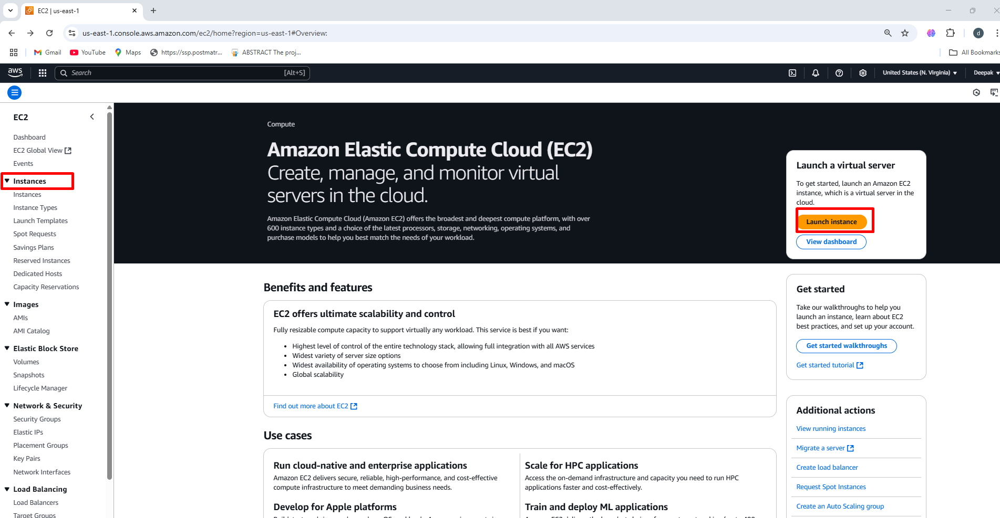 EC2 | us-east-1
us-east-1.console.aws.amazon.com/ec2/home?region=us-east-1#Overview:
d
Gmail
YouTube
Maps
https://ssp.postmatr...
ABSTRACT The proj...
All Bookmarks
aws
Search
[Alt+S]
United States (N. Virginia)
Deepak
EC2
Dashboard
EC2 Global View
Events
Instances
Instances
Instance Types
Launch Templates
Spot Requests
Savings Plans
Reserved Instances
Dedicated Hosts
Capacity Reservations
Images
AMIs
AMI Catalog
Elastic Block Store
Volumes
Snapshots
Lifecycle Manager
Network & Security
Security Groups
Elastic IPs
Placement Groups
Key Pairs
Network Interfaces
Load Balancing
Load Balancers
Target Groups
Compute
Amazon Elastic Compute Cloud (EC2)
Create, manage, and monitor virtual
servers in the cloud.
Amazon Elastic Compute Cloud (Amazon EC2) offers the broadest and deepest compute platform, with over
600 instance types and a choice of the latest processors, storage, networking, operating systems, and
purchase models to help you best match the needs of your workload.
Launch a virtual server
To get started, launch an Amazon EC2
instance, which is a virtual server in the
cloud.
Launch instance
View dashboard
Benefits and features
EC2 offers ultimate scalability and control
Fully resizable compute capacity to support virtually any workload. This service is best if you want:
• Highest level of control of the entire technology stack, allowing full integration with all AWS services
• Widest variety of server size options
• Widest availability of operating systems to choose from including Linux, Windows, and macOS
• Global scalability
Find out more about EC2
Get started
Take our walkthroughs to help you
launch an instance, learn about EC2
best practices, and set up your account.
Get started walkthroughs
Get started tutorial
Use cases
Run cloud-native and enterprise applications
Amazon EC2 delivers secure, reliable, high-performance, and cost-effective
compute infrastructure to meet demanding business needs.
Develop for Apple platforms
Scale for HPC applications
Access the on-demand infrastructure and capacity you need to run HPC
applications faster and cost-effectively.
Train and deploy ML applications
Additional actions
View running instances
Migrate a server
Create load balancer
Request Spot Instances
Create an Auto Scaling group